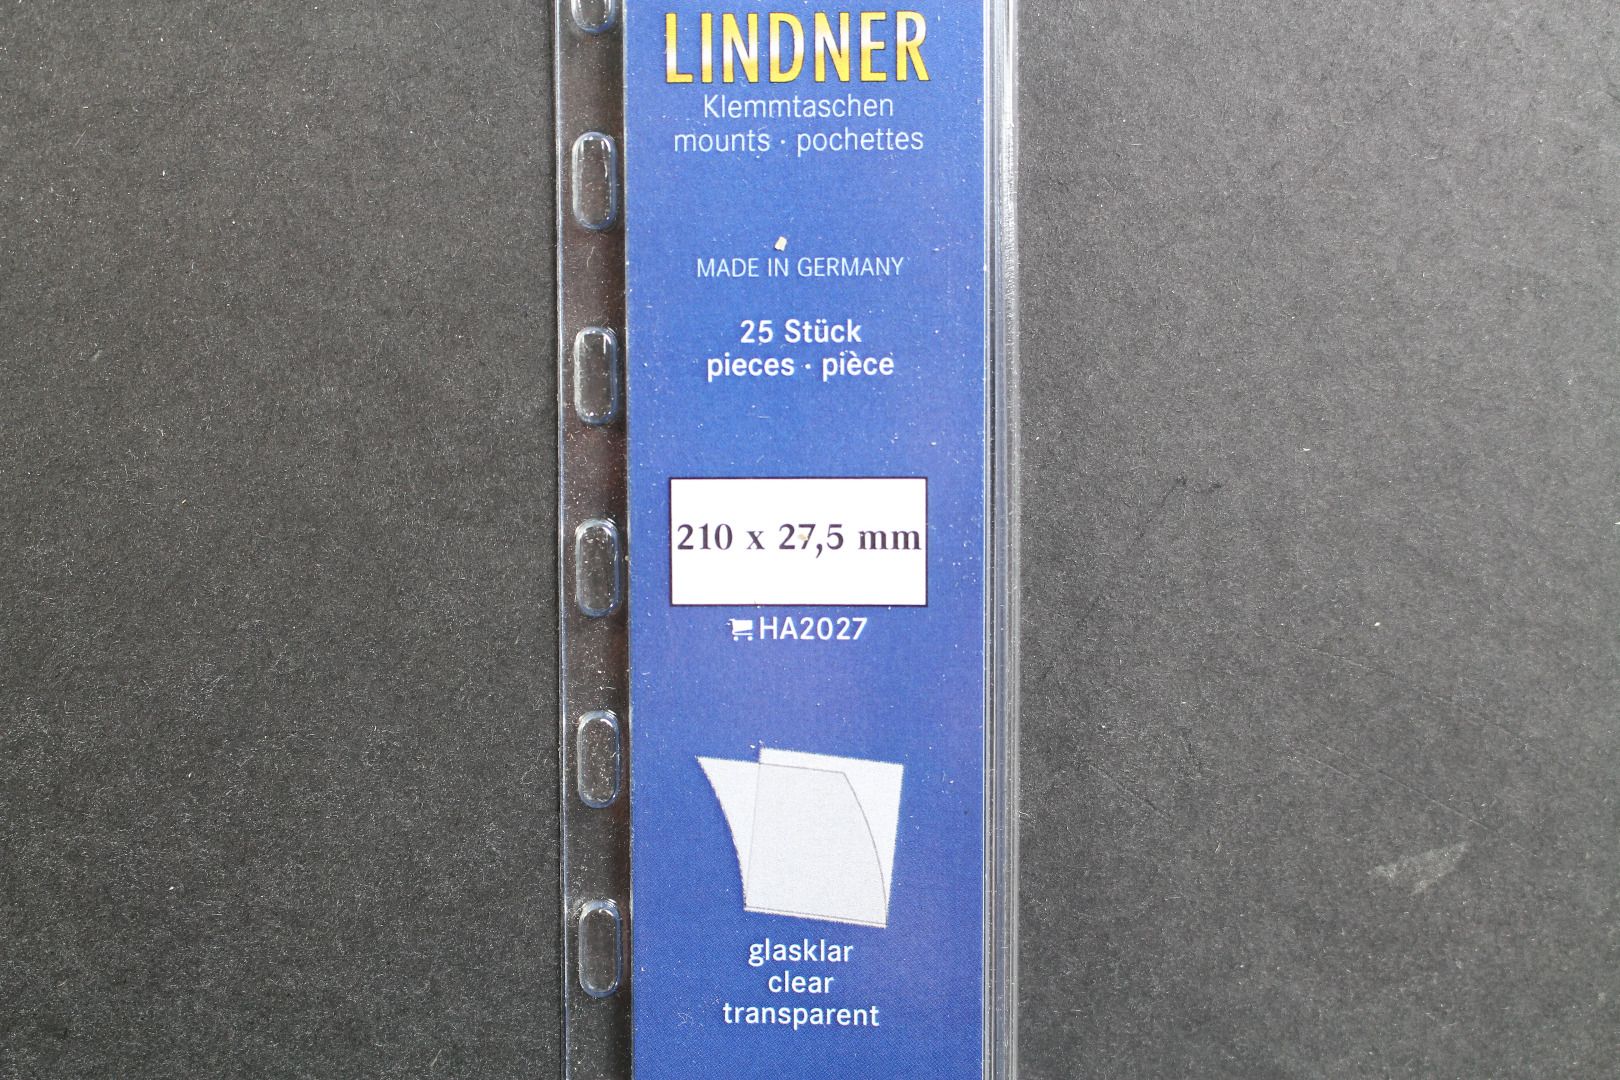 LINDNER
Klemmtaschen
mounts · pochettes
MADE IN GERMANY
25 Stück
pieces · pièce
210 x 27,5 mm
HA2027
glasklar
clear
transparent